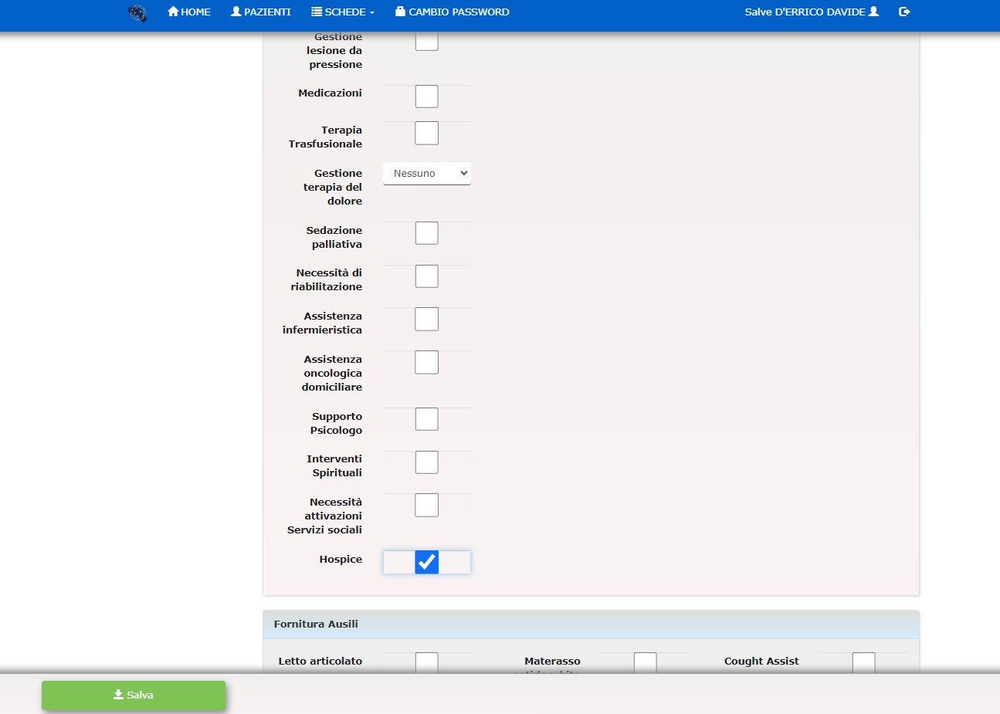 HOME PAZIENTI SCHEDE CAMBIO PASSWORD Salve D'ERRICO DAVIDE
Gestione
lesione da
pressione
Medicazioni
Terapia
Trasfusionale
Gestione
terapia del
dolore
Nessuno
Sedazione
palliativa
Necessità di
riabilitazione
Assistenza
infermieristica
Assistenza
oncologica
domiciliare
Supporto
Psicologo
Interventi
Spirituali
Necessità
attivazioni
Servizi sociali
Hospice
Fornitura Ausili
Letto articolato Materasso Cought Assist
Salva